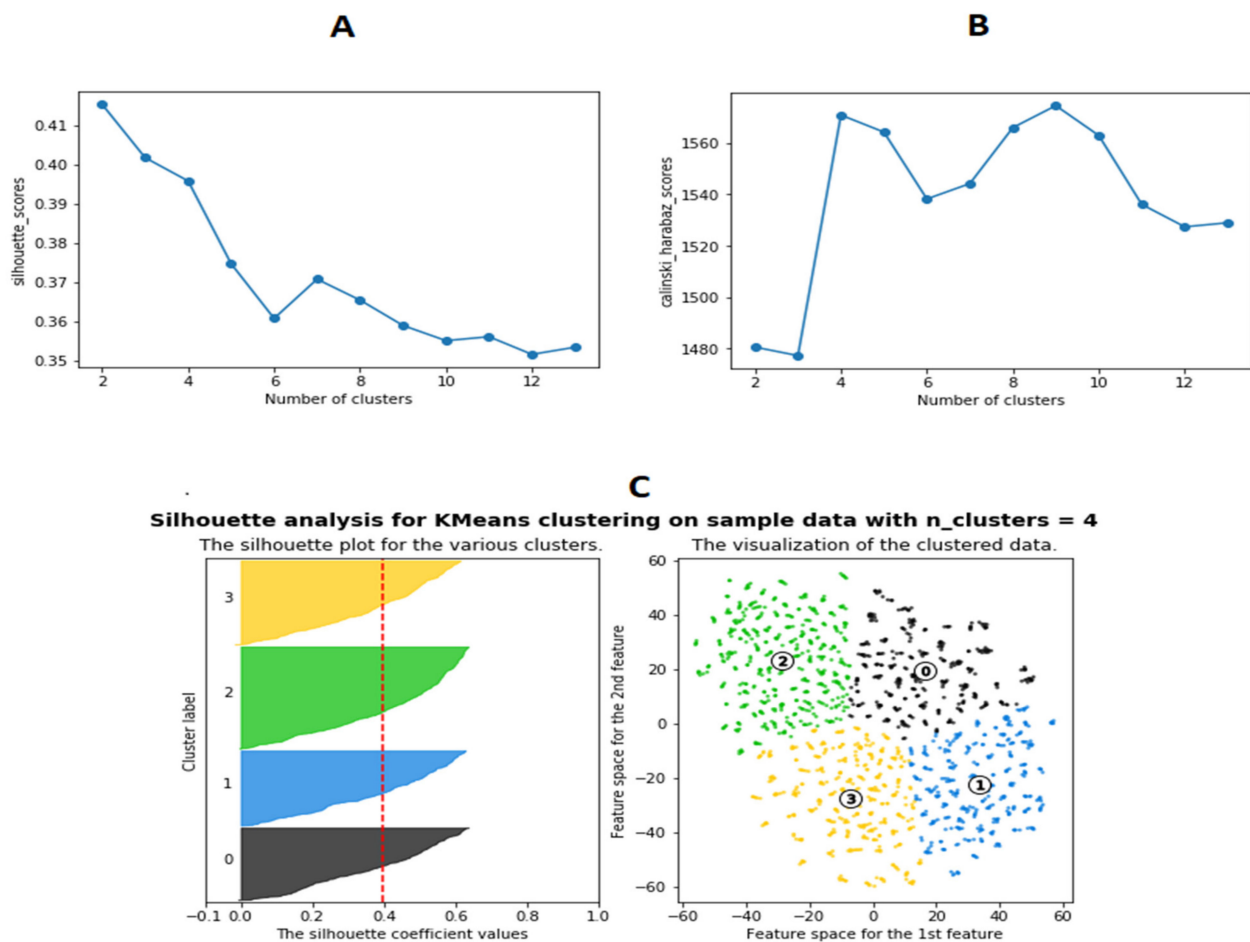 A
B
0.41
0.40
0.39
0.38
0.37
0.36
0.35
silhouette_scores
2 4 6 8 10 12
Number of clusters
1560
1540
1520
1500
1480
calinski_harabaz_scores
2 4 6 8 10 12
Number of clusters
C
Silhouette analysis for KMeans clustering on sample data with n_clusters = 4
The silhouette plot for the various clusters.
Cluster label
3
2
1
0
−0.1 0.0 0.2 0.4 0.6 0.8 1.0
The silhouette coefficient values
The visualization of the clustered data.
Feature space for the 2nd feature
60
40
20
0
−20
−40
−60
2
0
1
3
−60 −40 −20 0 20 40 60
Feature space for the 1st feature